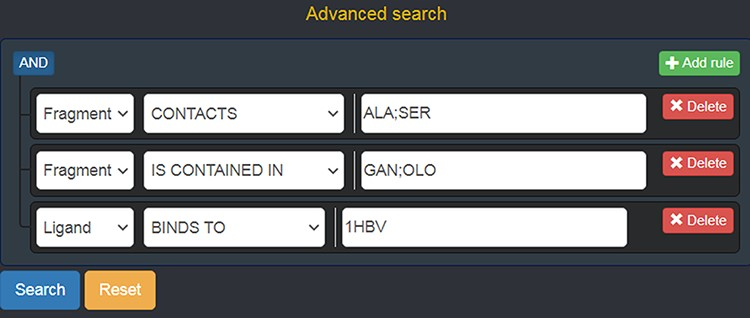 Advanced search
AND
Add rule
Fragment CONTACTS ALA;SER Delete
Fragment IS CONTAINED IN GAN;OLO Delete
Ligand BINDS TO 1HBV Delete
Search Reset